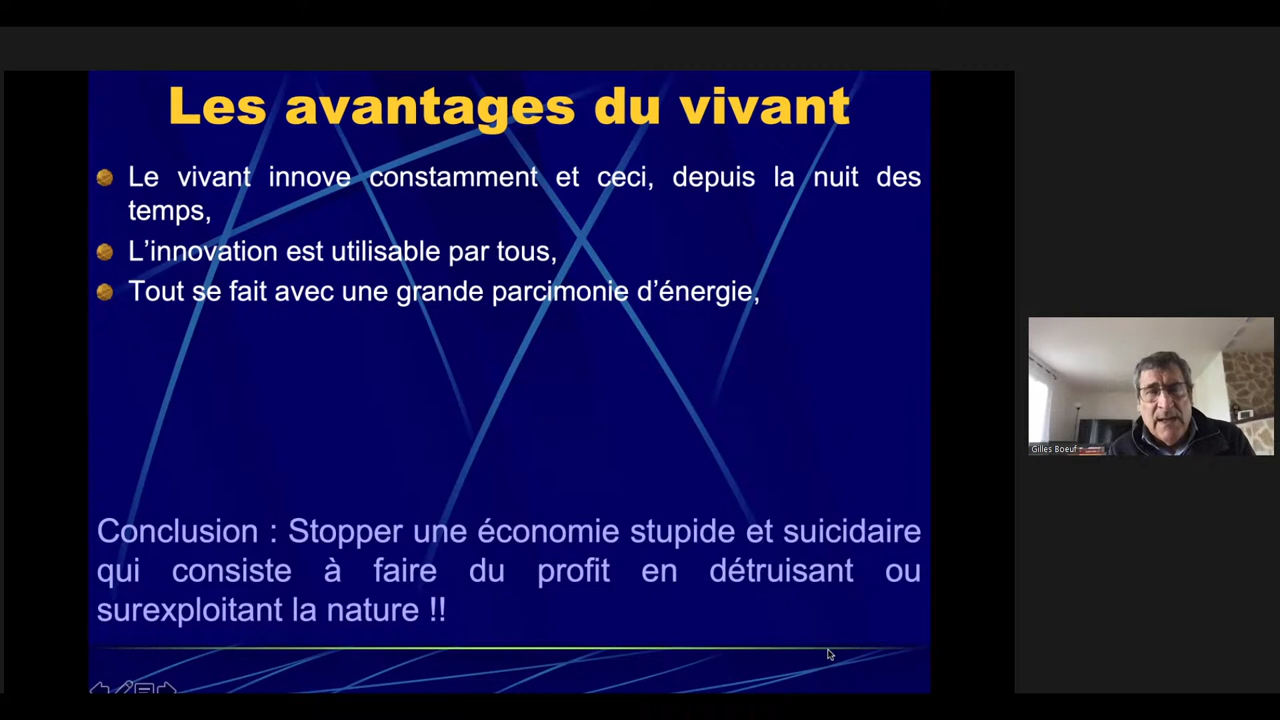 Les avantages du vivant
Le vivant innove constamment et ceci, depuis la nuit des
temps,
L’innovation est utilisable par tous,
Tout se fait avec une grande parcimonie d’énergie,
Conclusion : Stopper une économie stupide et suicidaire
qui consiste à faire du profit en détruisant ou
surexploitant la nature !!
Gilles Boeuf